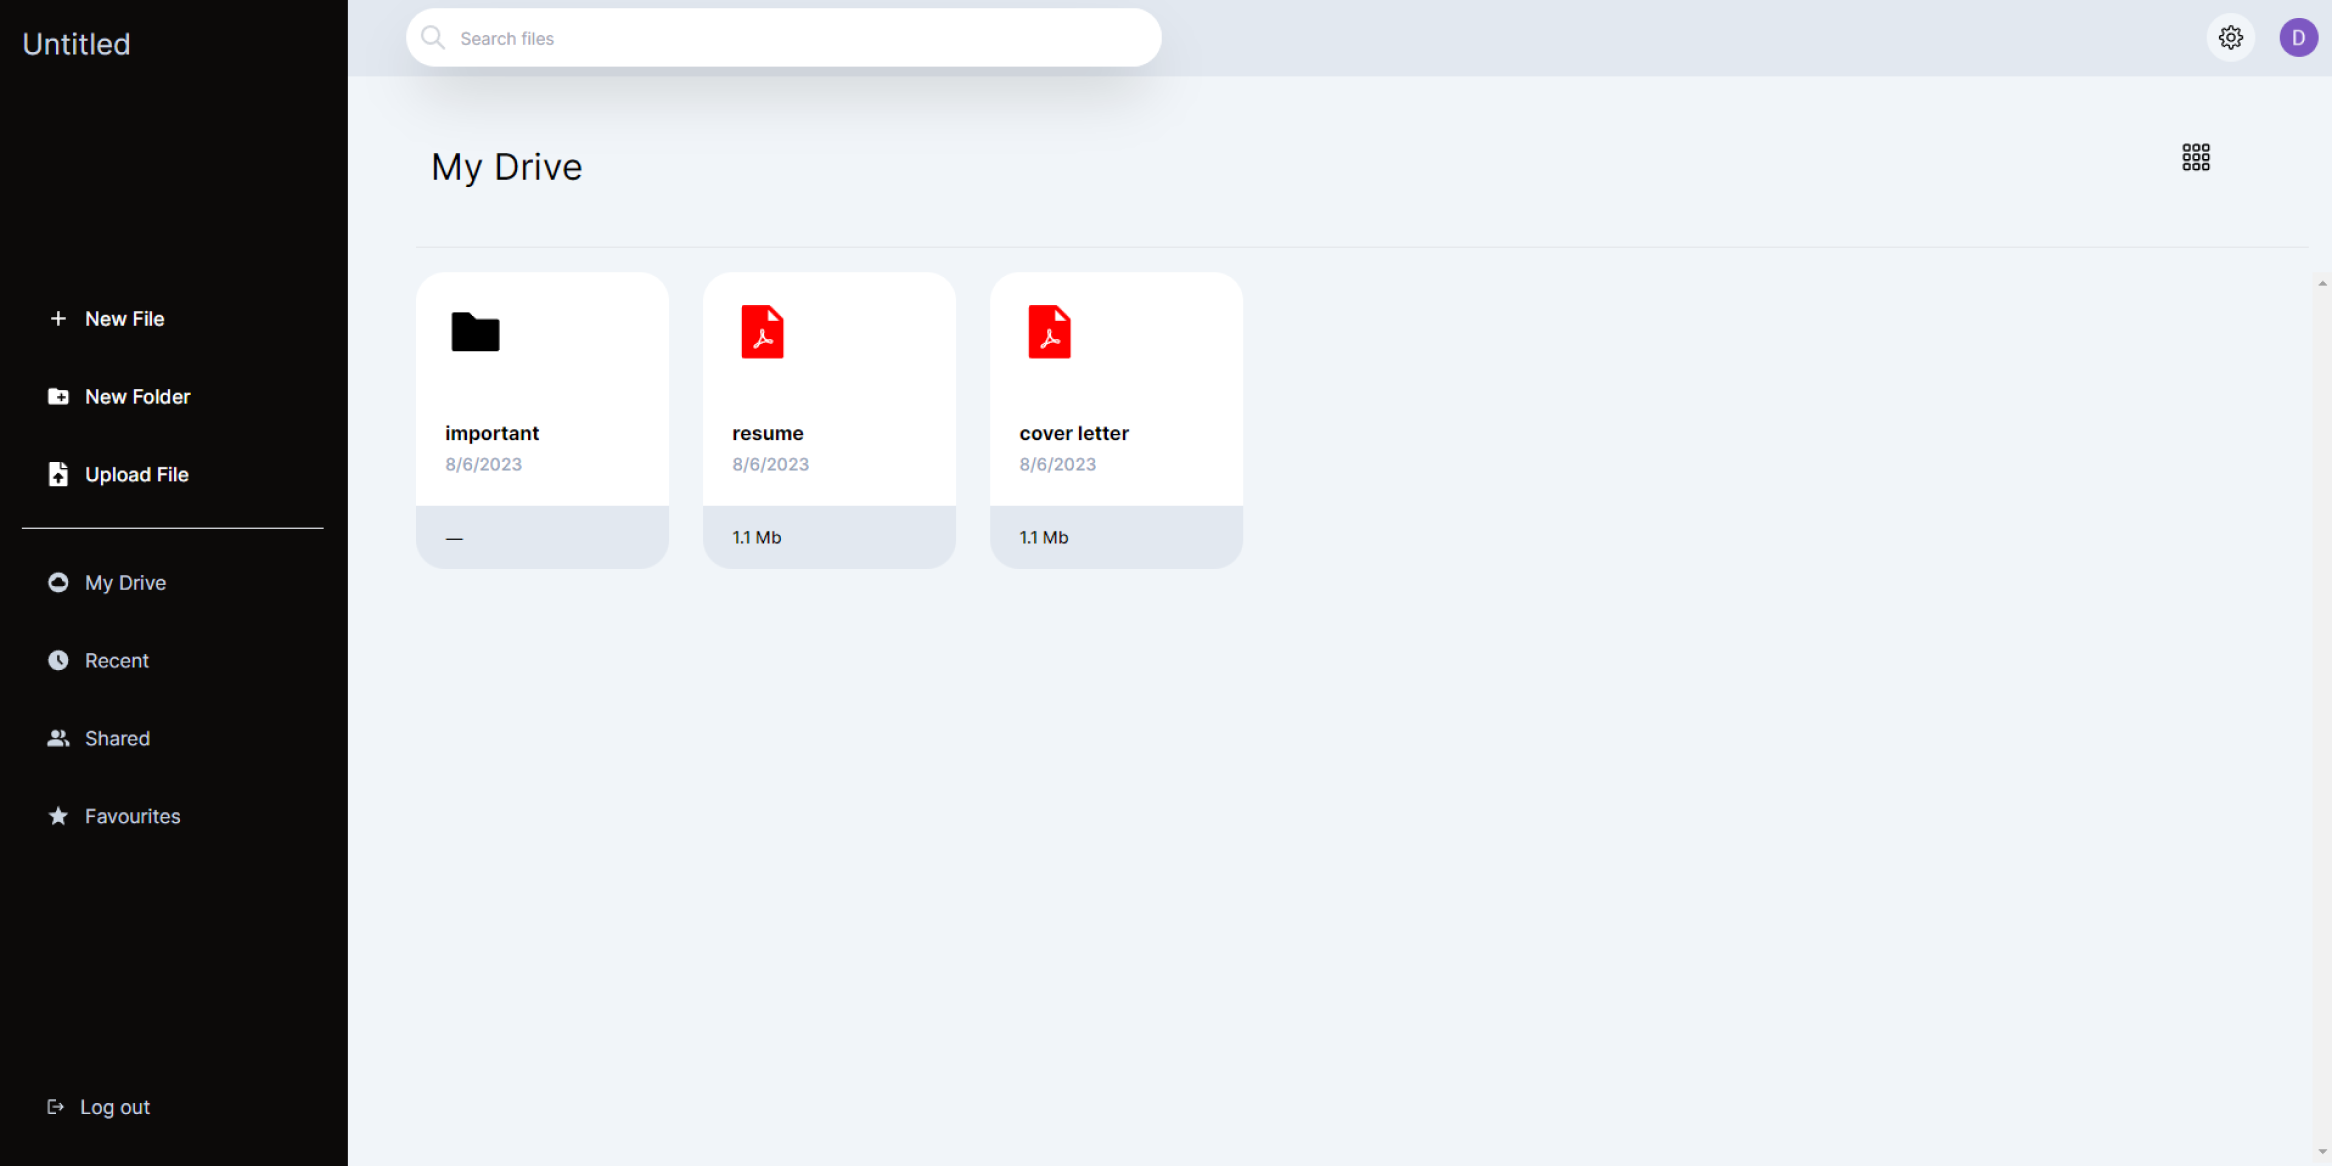 Untitled
Search files
D
My Drive
New File
New Folder
Upload File
My Drive
Recent
Shared
Favourites
Log out
important
8/6/2023
—
resume
8/6/2023
1.1 Mb
cover letter
8/6/2023
1.1 Mb